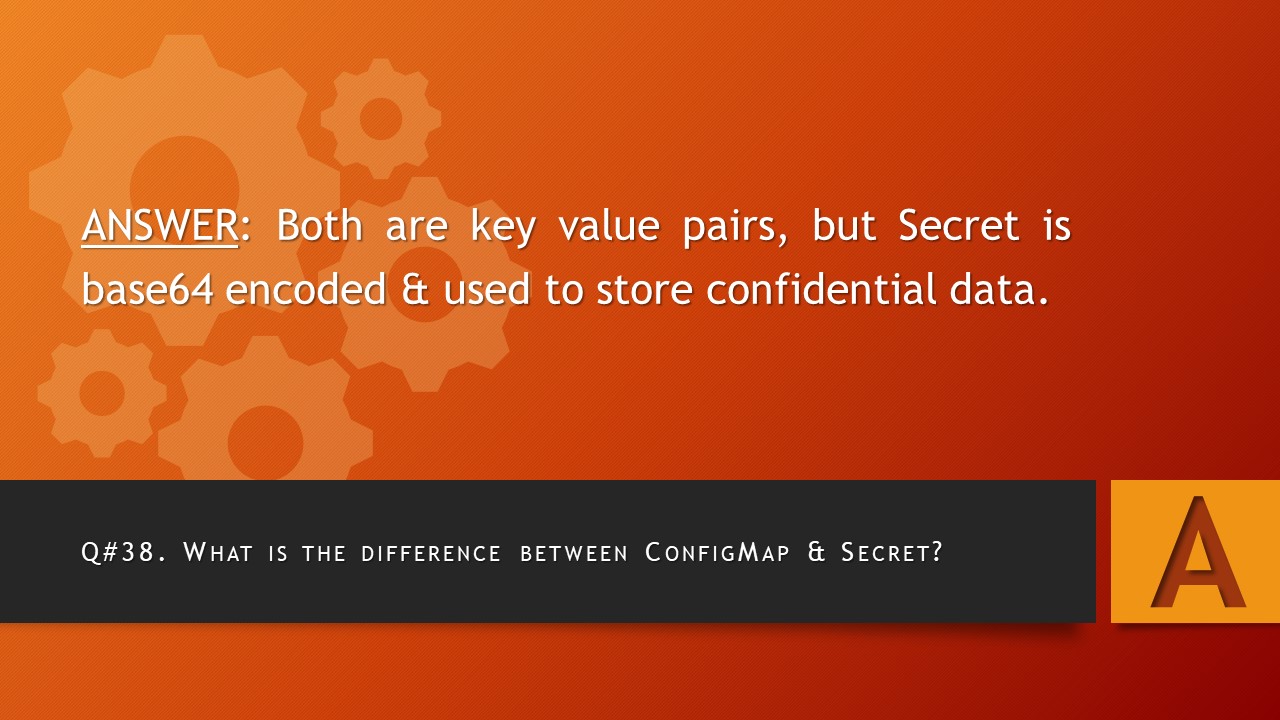 ANSWER: Both are key value pairs, but Secret is
base64 encoded & used to store confidential data.
Q#38. What is the difference between ConfigMap & Secret?
A